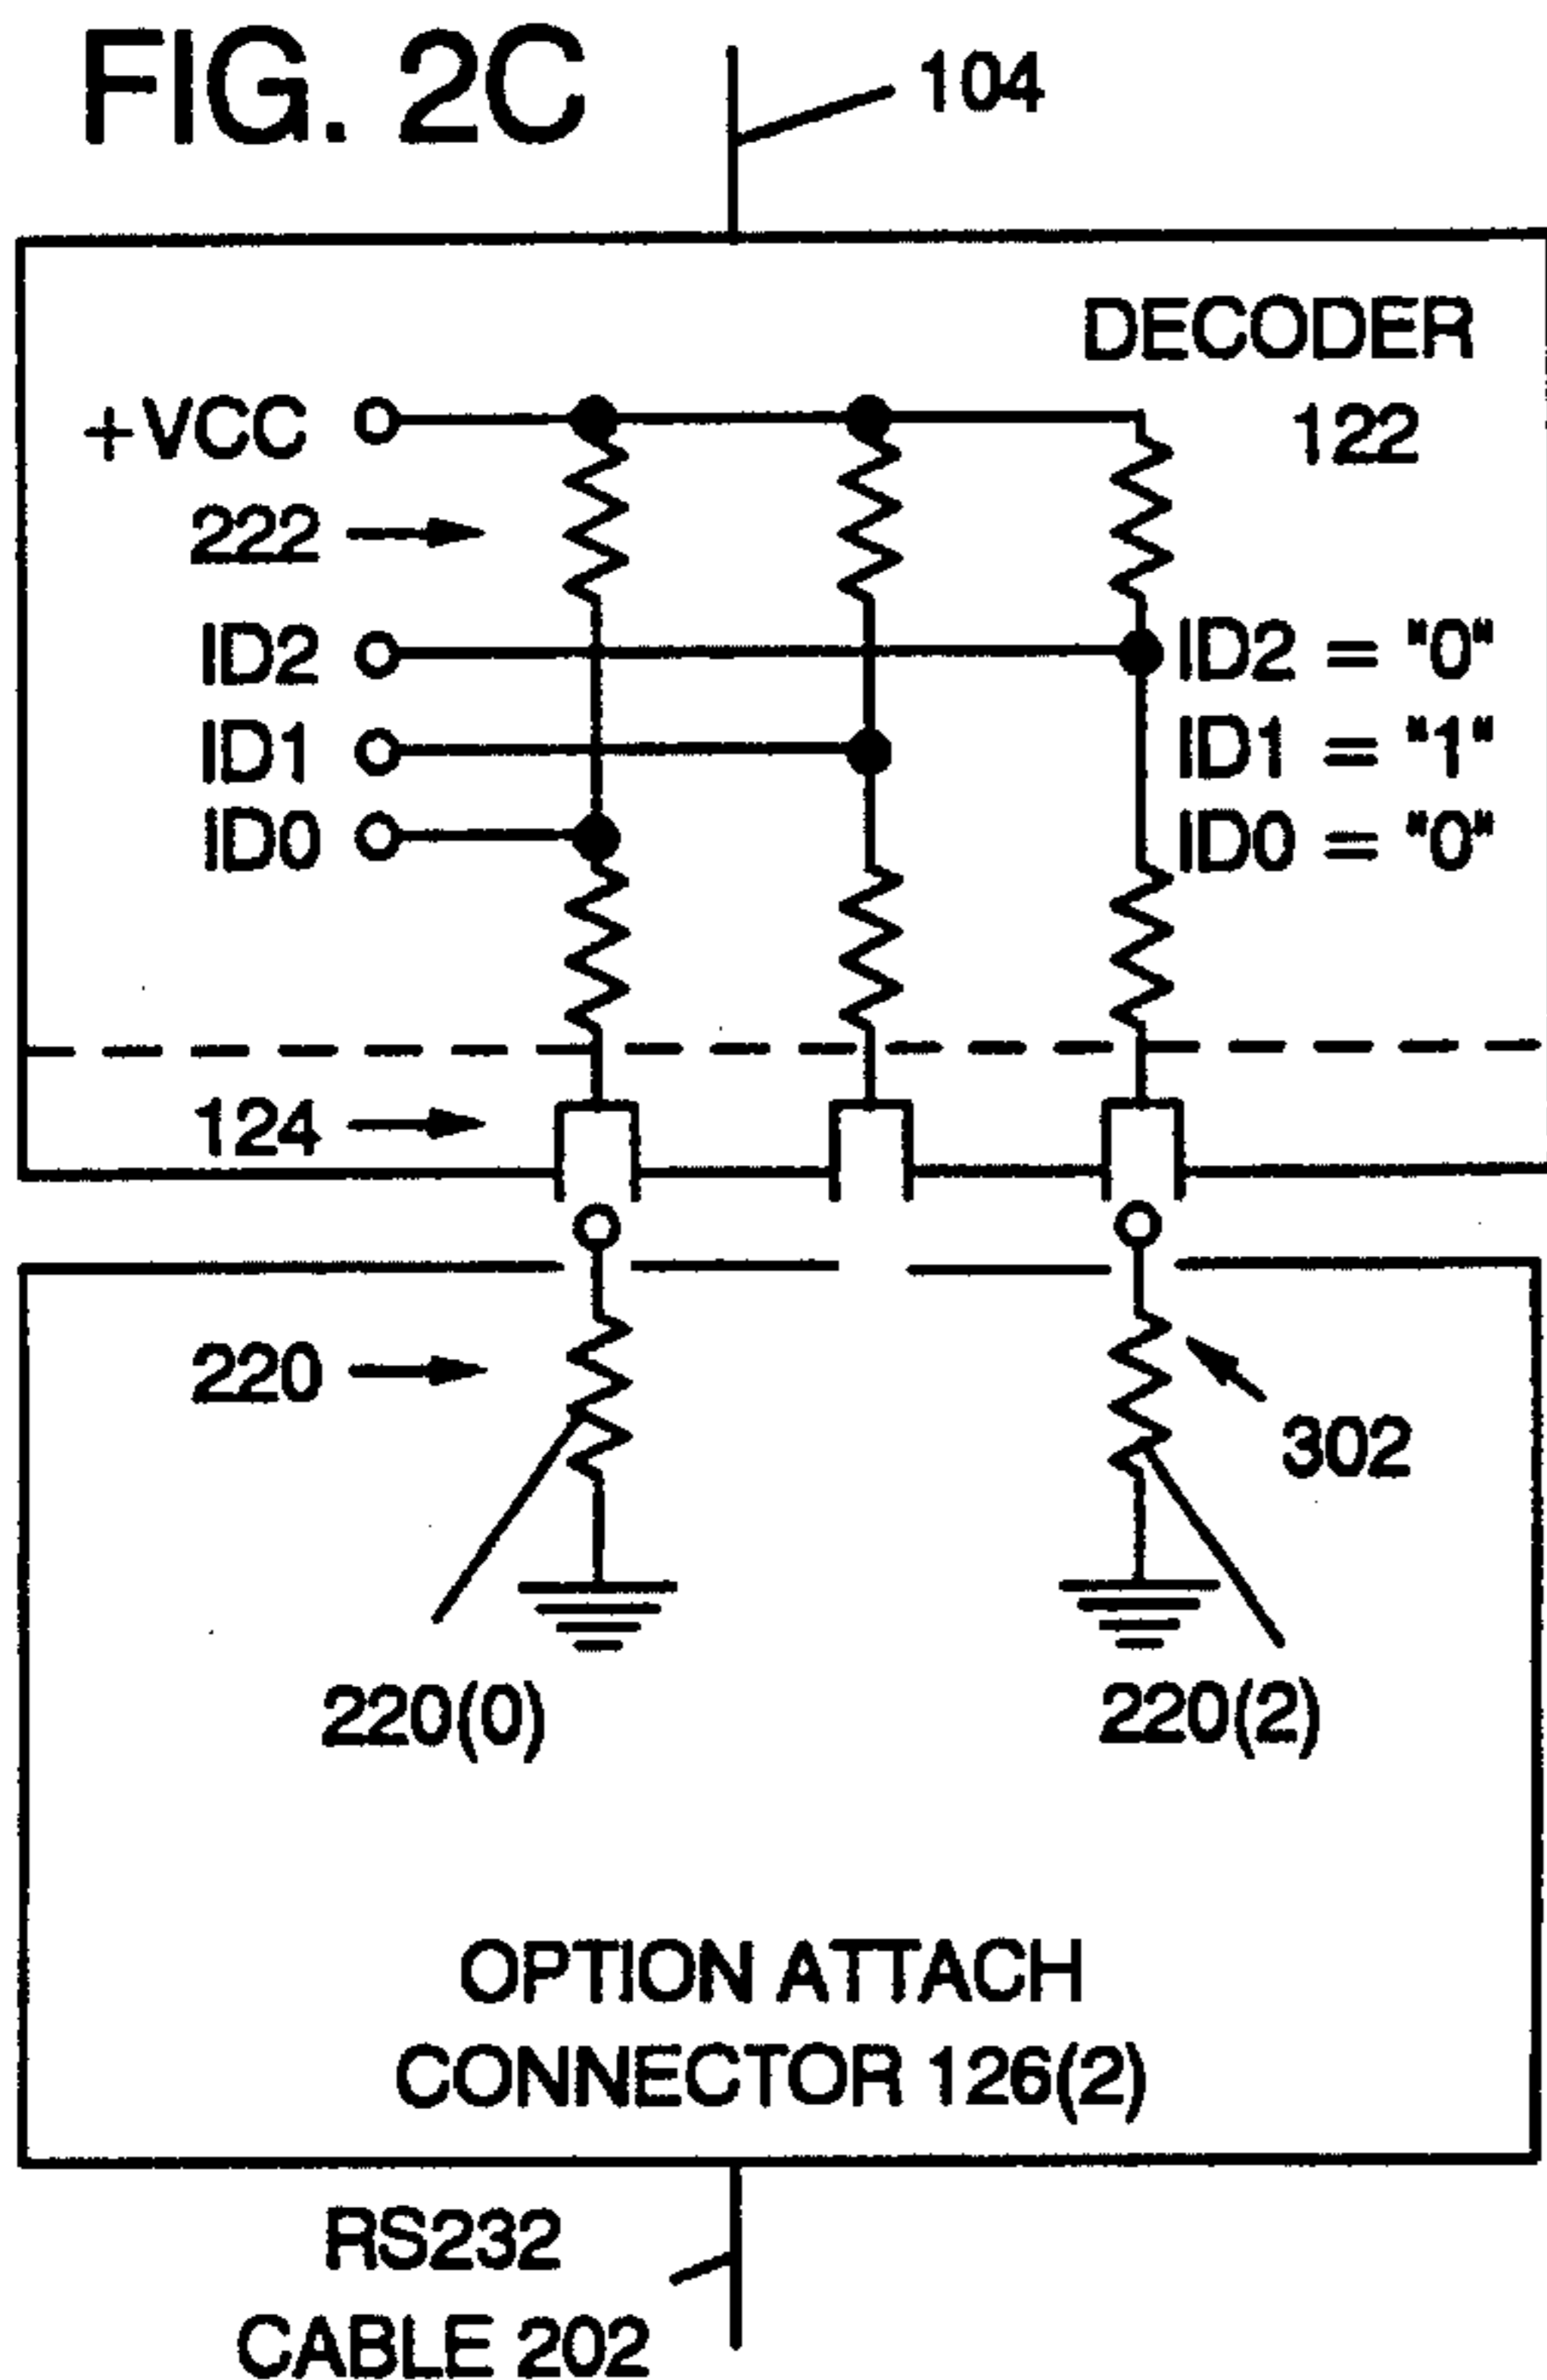 FIG. 2C
104
DECODER
122
+VCC
222
ID2
ID2 = "0"
ID1
ID1 = "1"
ID0
ID0 = "0"
124
220
302
220(0)
220(2)
OPTION ATTACH
CONNECTOR 126(2)
RS232
CABLE 202